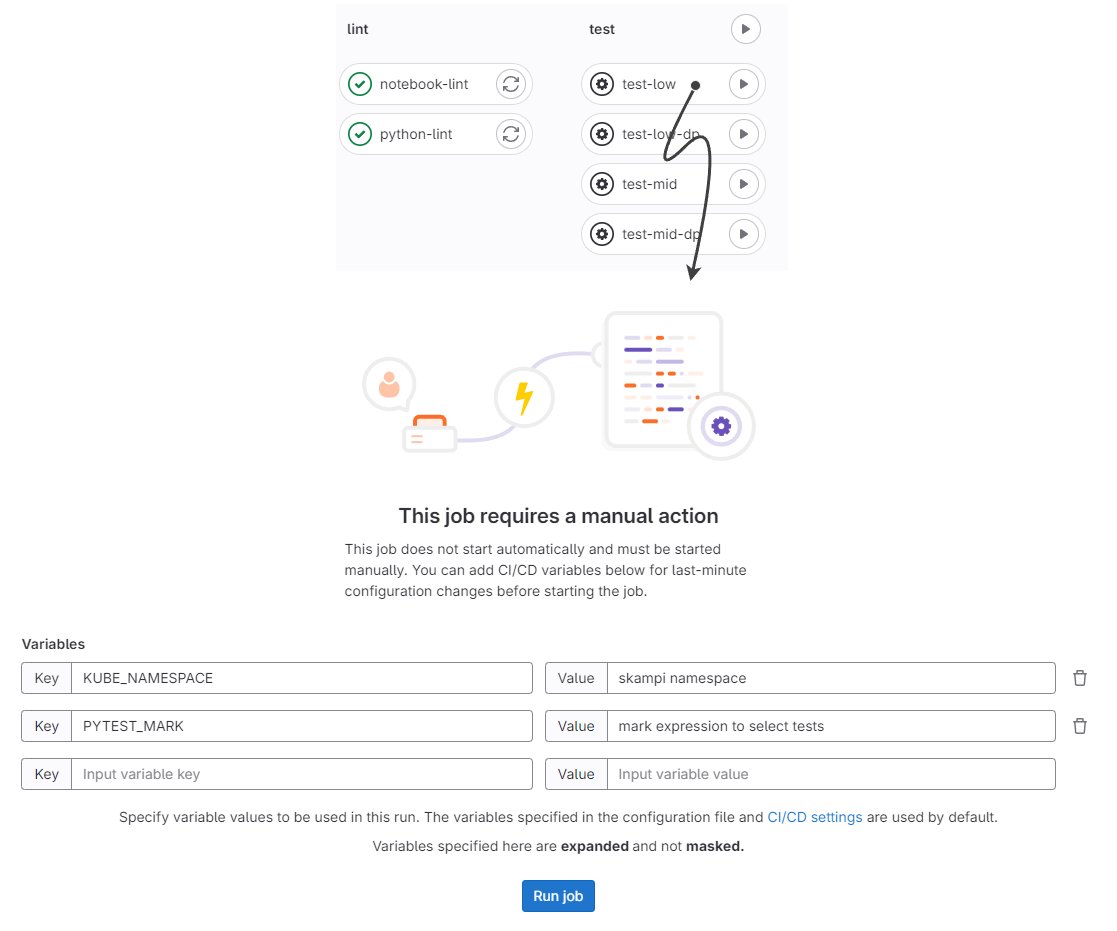 lint
test
notebook-lint
test-low
python-lint
test-low-dp
test-mid
test-mid-dp
This job requires a manual action
This job does not start automatically and must be started
manually. You can add CI/CD variables below for last-minute
configuration changes before starting the job.
Variables
Key KUBE_NAMESPACE Value skampi namespace
Key PYTEST_MARK Value mark expression to select tests
Key Input variable key Value Input variable value
Specify variable values to be used in this run. The variables specified in the configuration file and CI/CD settings are used by default.
Variables specified here are expanded and not masked.
Run job